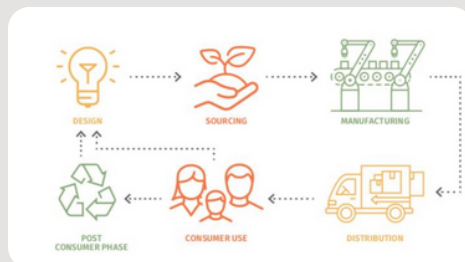 DESIGN
SOURCING
MANUFACTURING
POST
CONSUMER PHASE
CONSUMER USE
DISTRIBUTION